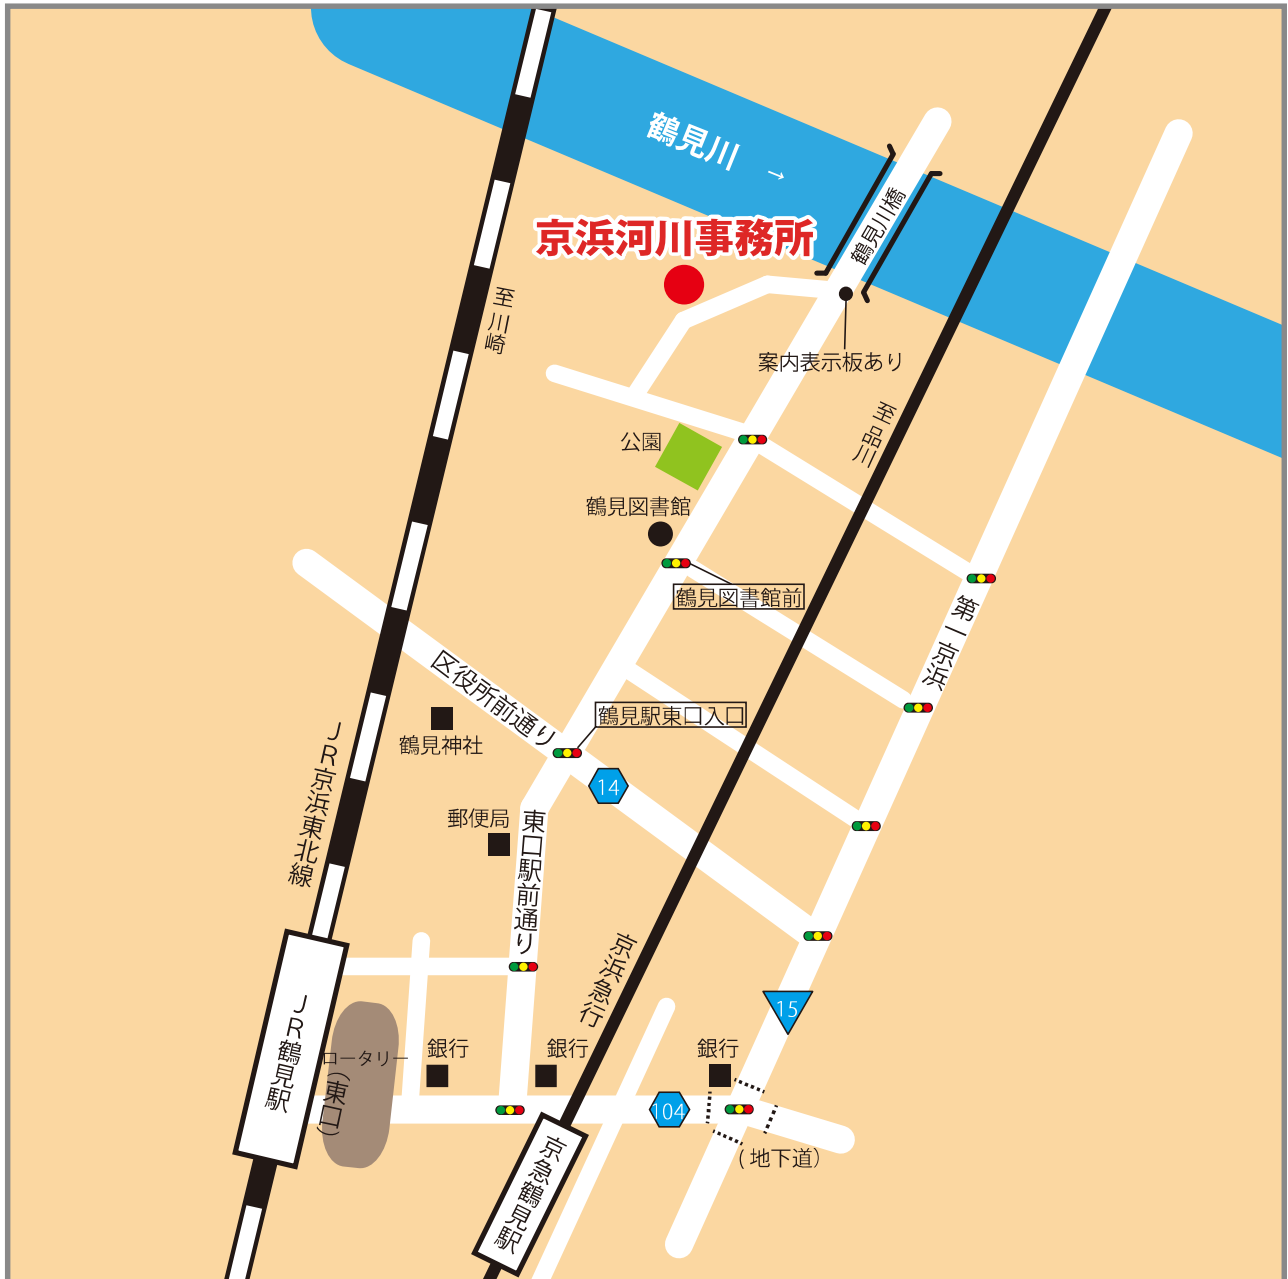 鶴見川 →
鶴見川橋
京浜河川事務所
至川崎
案内表示板あり
至品川
公園
鶴見図書館
鶴見図書館前
第一京浜
区役所前通り
鶴見駅東口入口
鶴見神社
14
JR京浜東北線
郵便局
東口駅前通り
京浜急行
15
JR鶴見駅
ロータリー
(東口)
銀行
銀行
銀行
104
京急鶴見駅
(地下道)